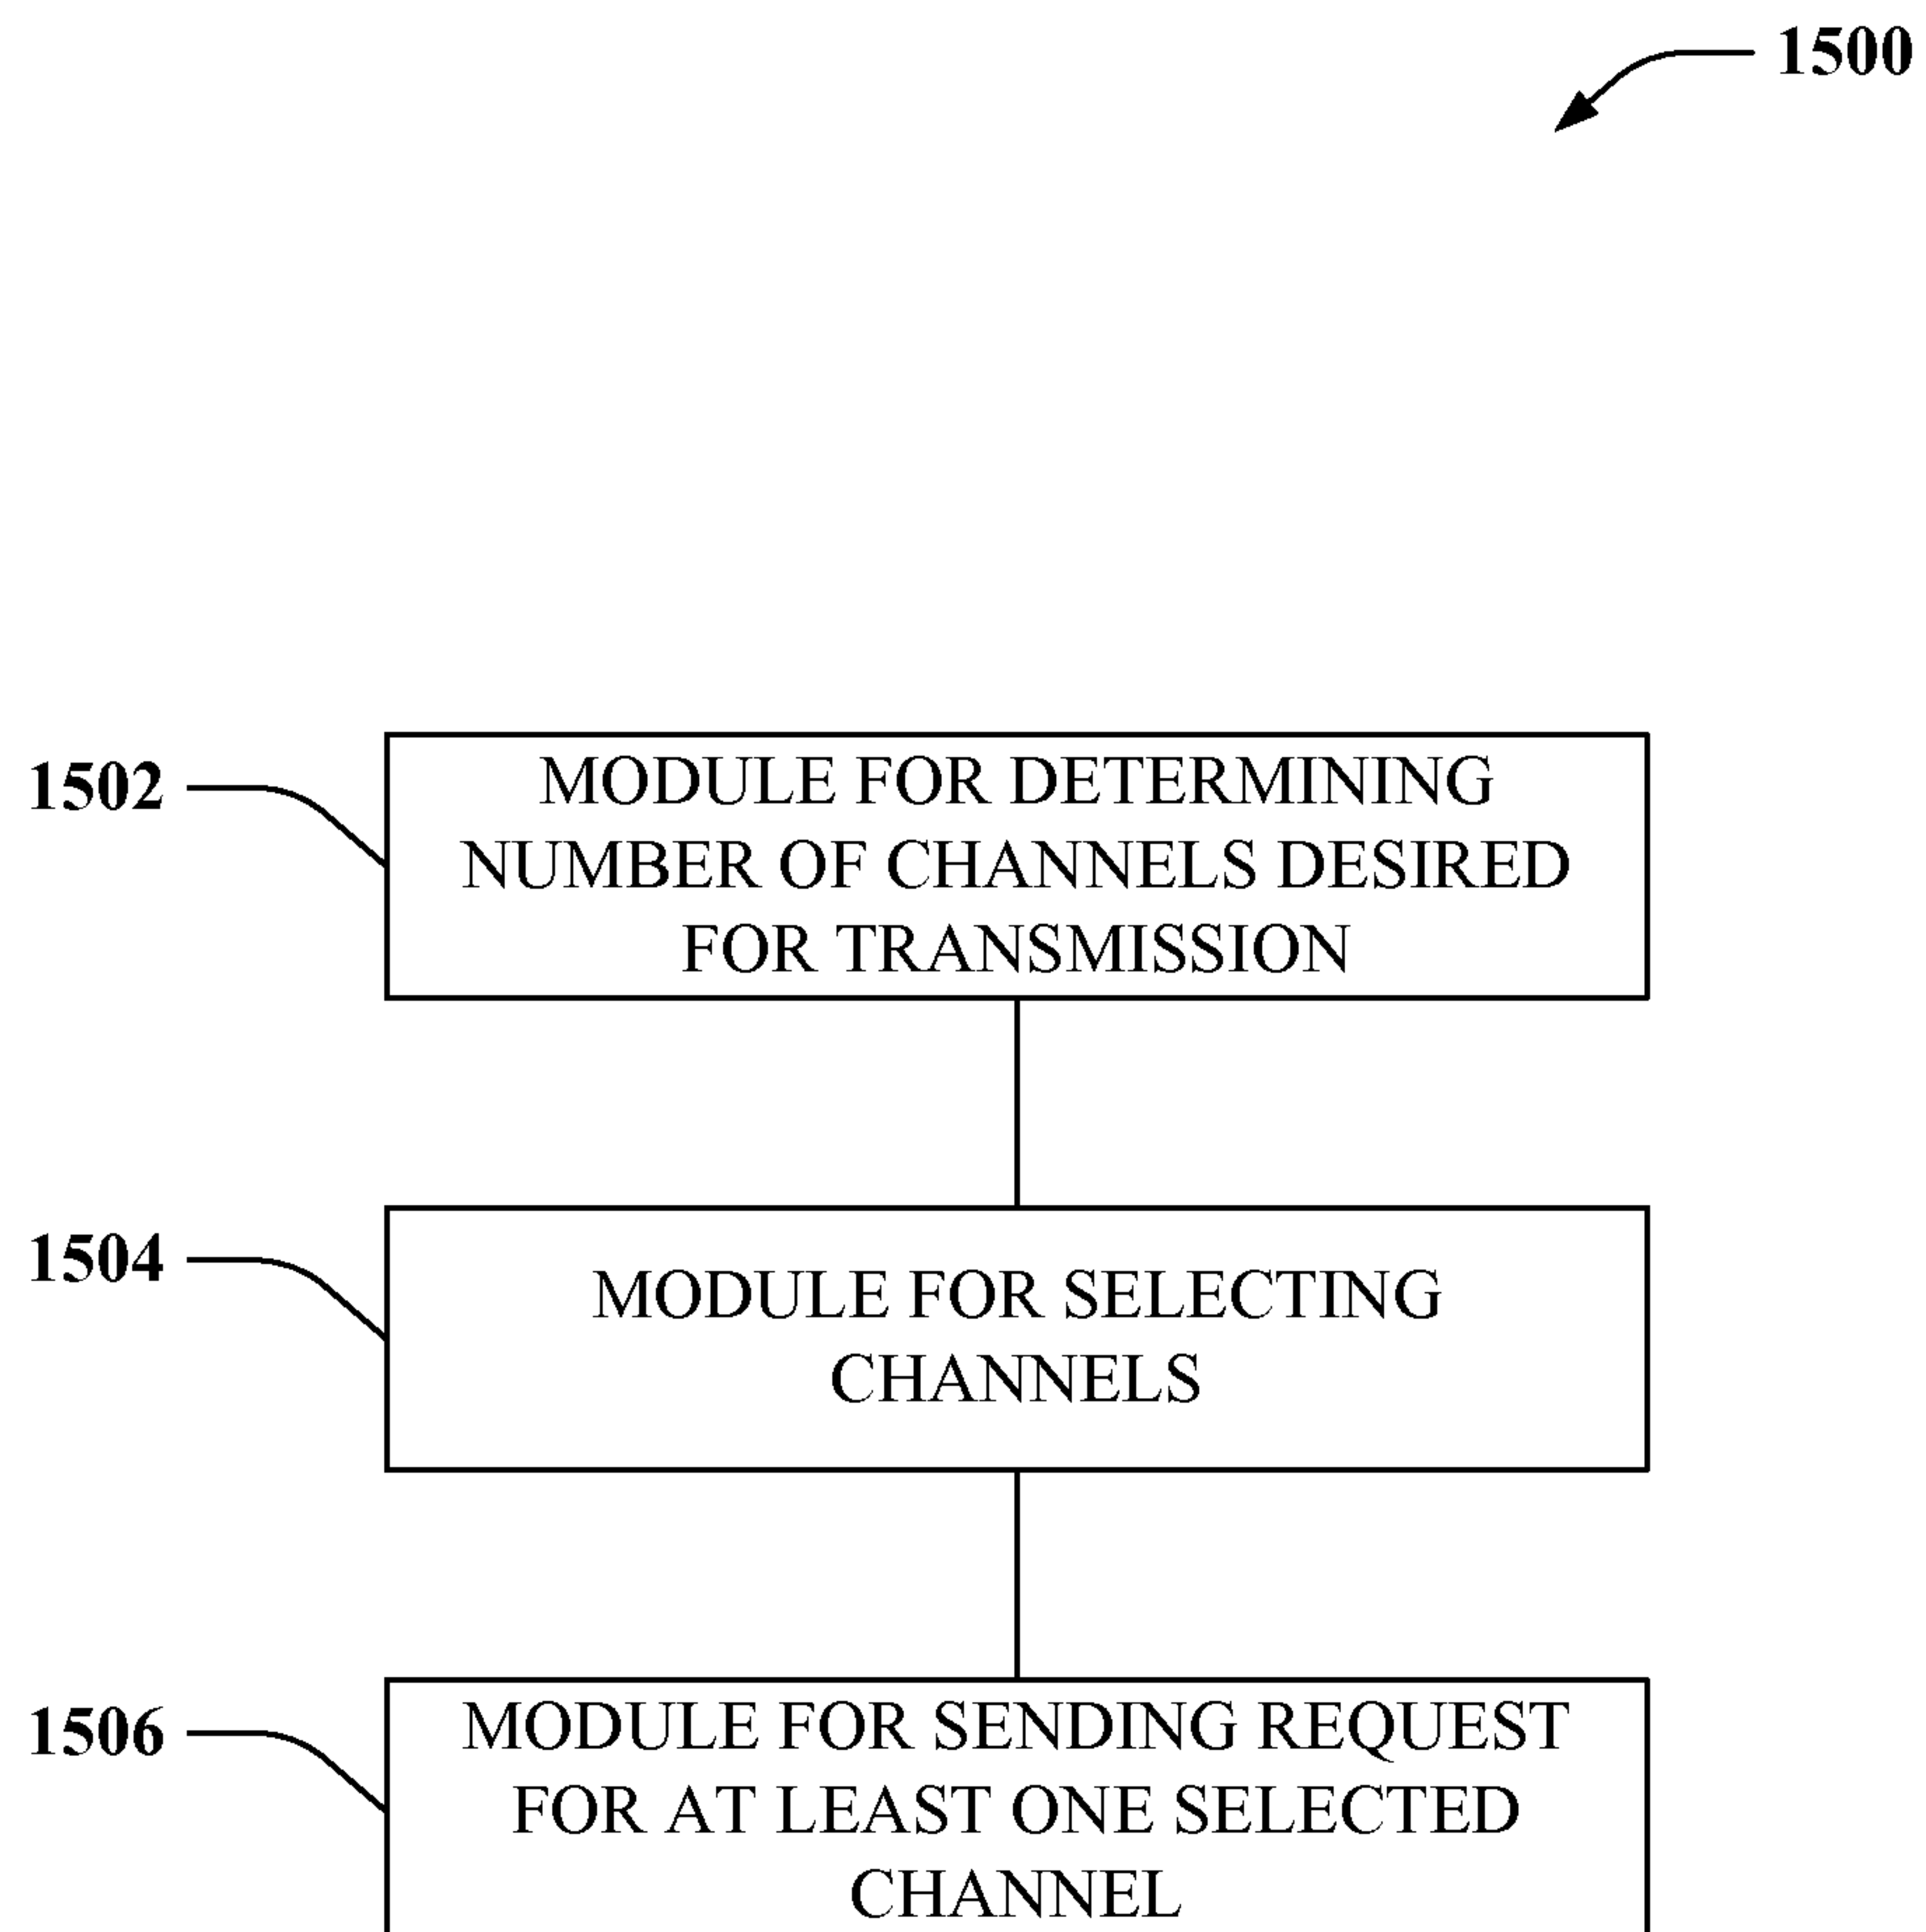 1500
1502
MODULE FOR DETERMINING
NUMBER OF CHANNELS DESIRED
FOR TRANSMISSION
1504
MODULE FOR SELECTING
CHANNELS
1506
MODULE FOR SENDING REQUEST
FOR AT LEAST ONE SELECTED
CHANNEL